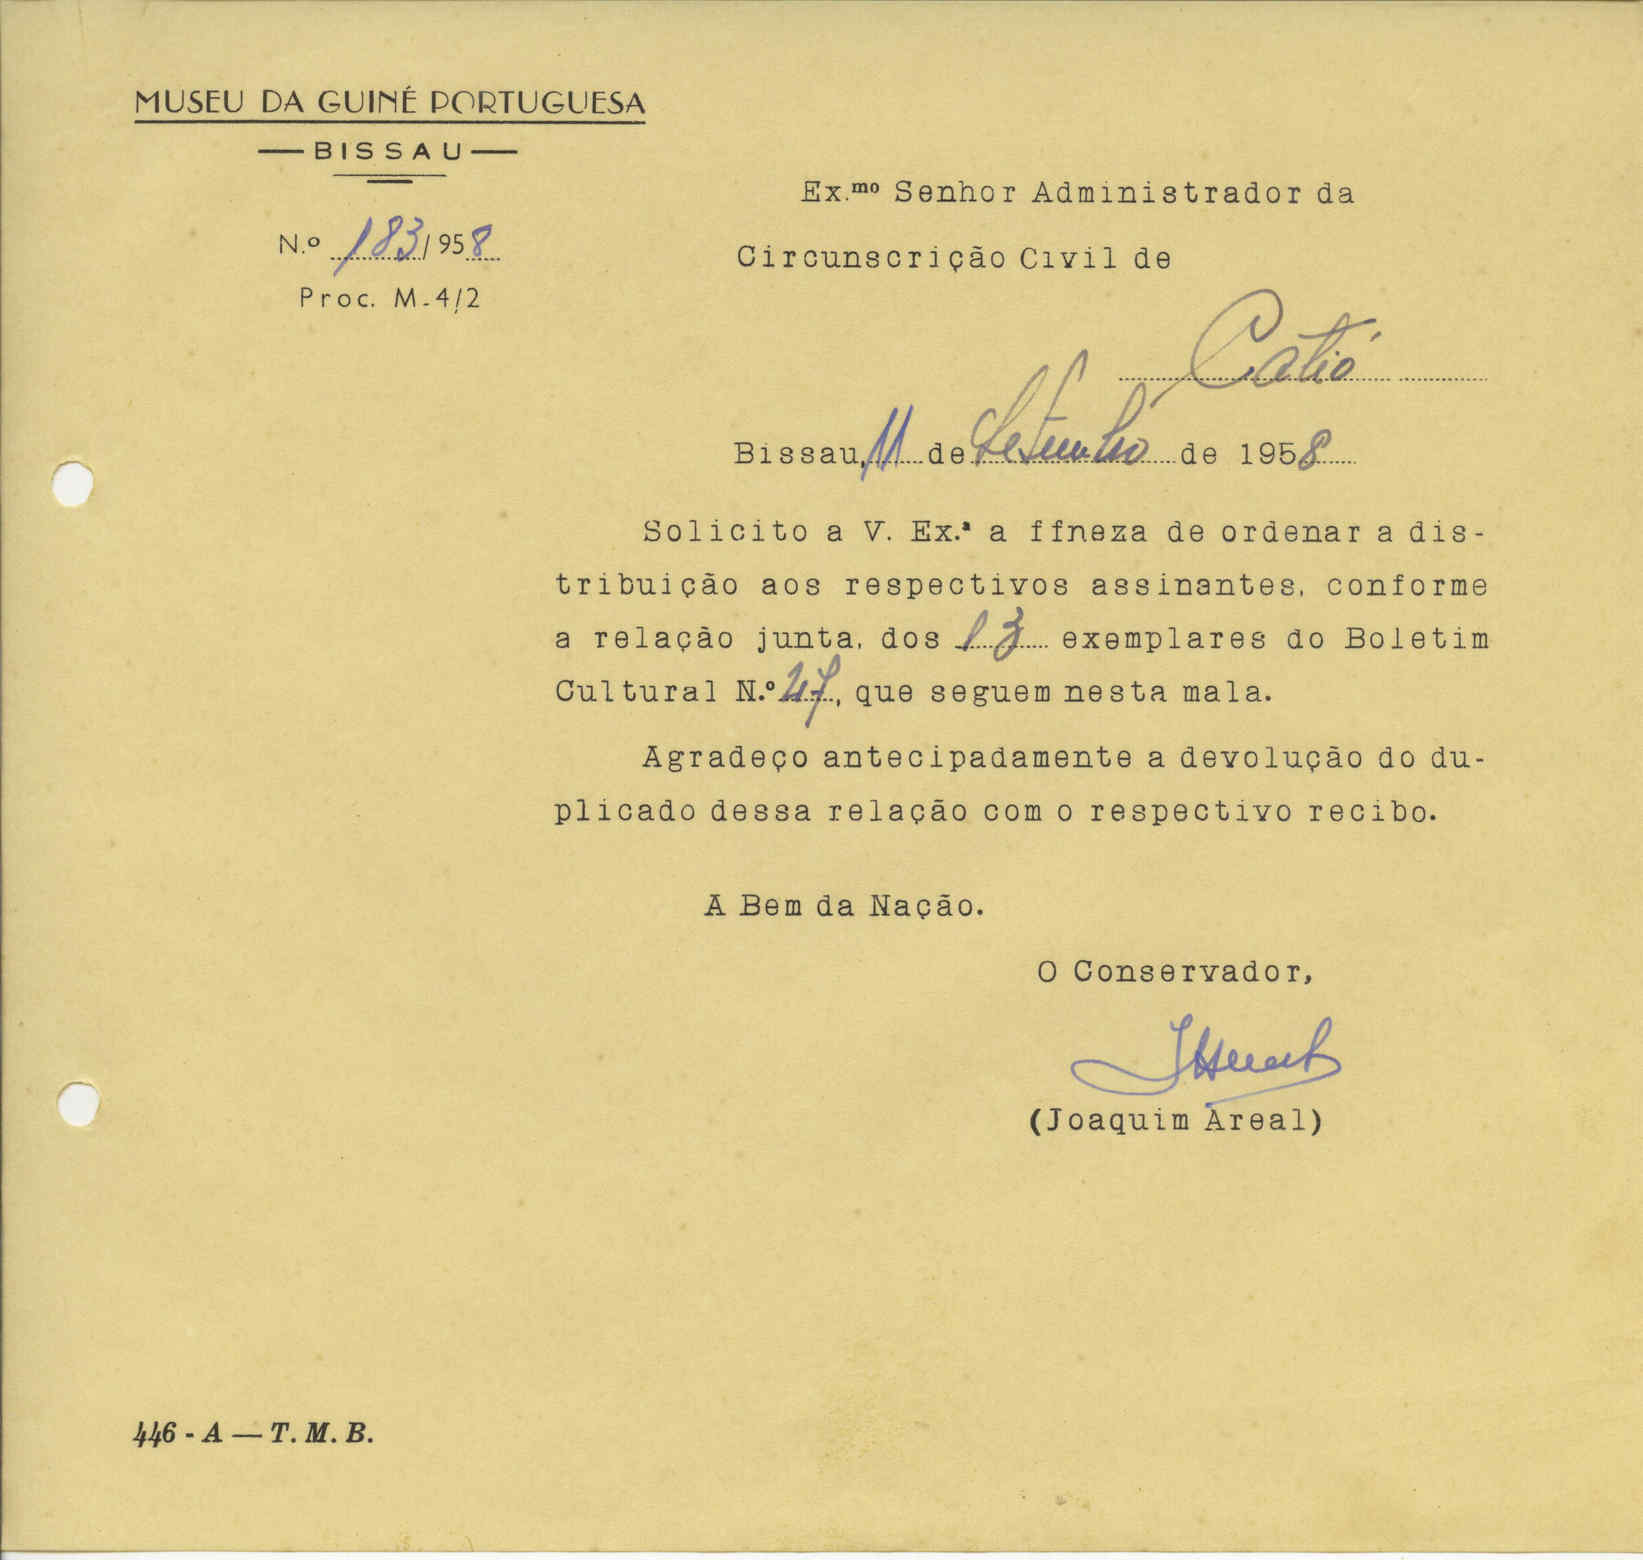 MUSEU DA GUINÉ PORTUGUESA
— BISSAU —
N.º 183/958
Proc. M-4/2
Ex.mo Senhor Administrador da
Circunscrição Civil de
Catió
Bissau, 11 de Setembro de 1958
Solicito a V. Ex.ª a ffneza de ordenar a dis-
tribuição aos respectivos assinantes, conforme
a relação junta, dos 13 exemplares do Boletim
Cultural N.º 47, que seguem nesta mala.
Agradeço antecipadamente a devolução do du-
plicado dessa relação com o respectivo recibo.
A Bem da Nação.
O Conservador,
(Joaquim Areal)
446 - A — T. M. B.